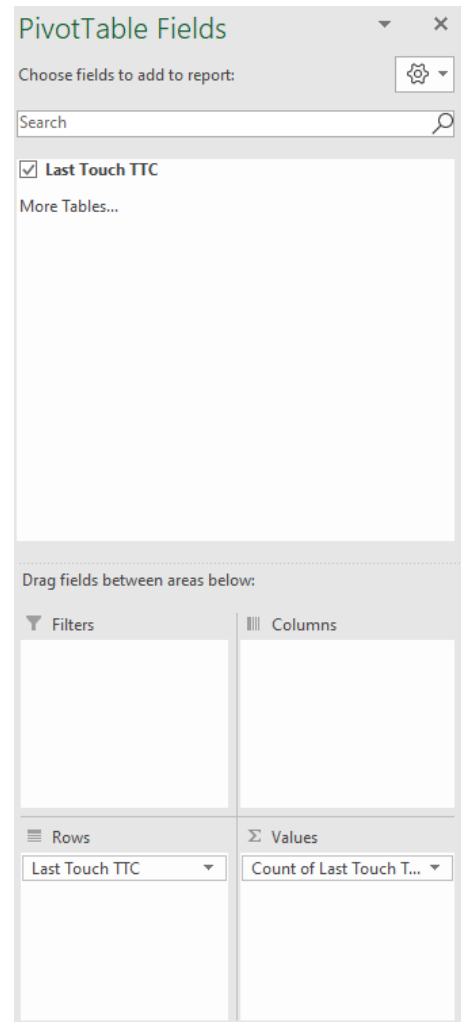 PivotTable Fields
Choose fields to add to report:
Search
Last Touch TTC
More Tables...
Drag fields between areas below:
Filters
Columns
Rows
Σ Values
Last Touch TTC
Count of Last Touch T...